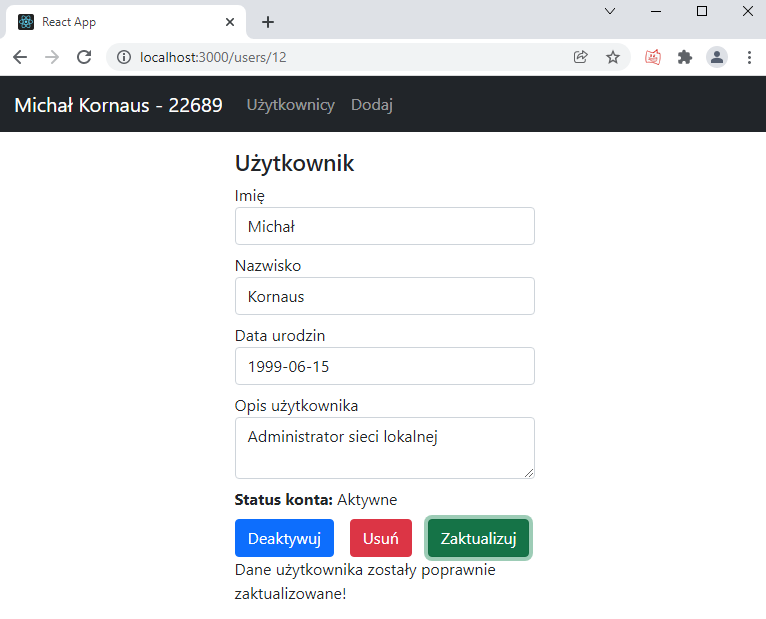 React App
localhost:3000/users/12
Michał Kornaus - 22689 Użytkownicy Dodaj
Użytkownik
Imię
Michał
Nazwisko
Kornaus
Data urodzin
1999-06-15
Opis użytkownika
Administrator sieci lokalnej
Status konta: Aktywne
Deaktywuj Usuń Zaktualizuj
Dane użytkownika zostały poprawnie
zaktualizowane!